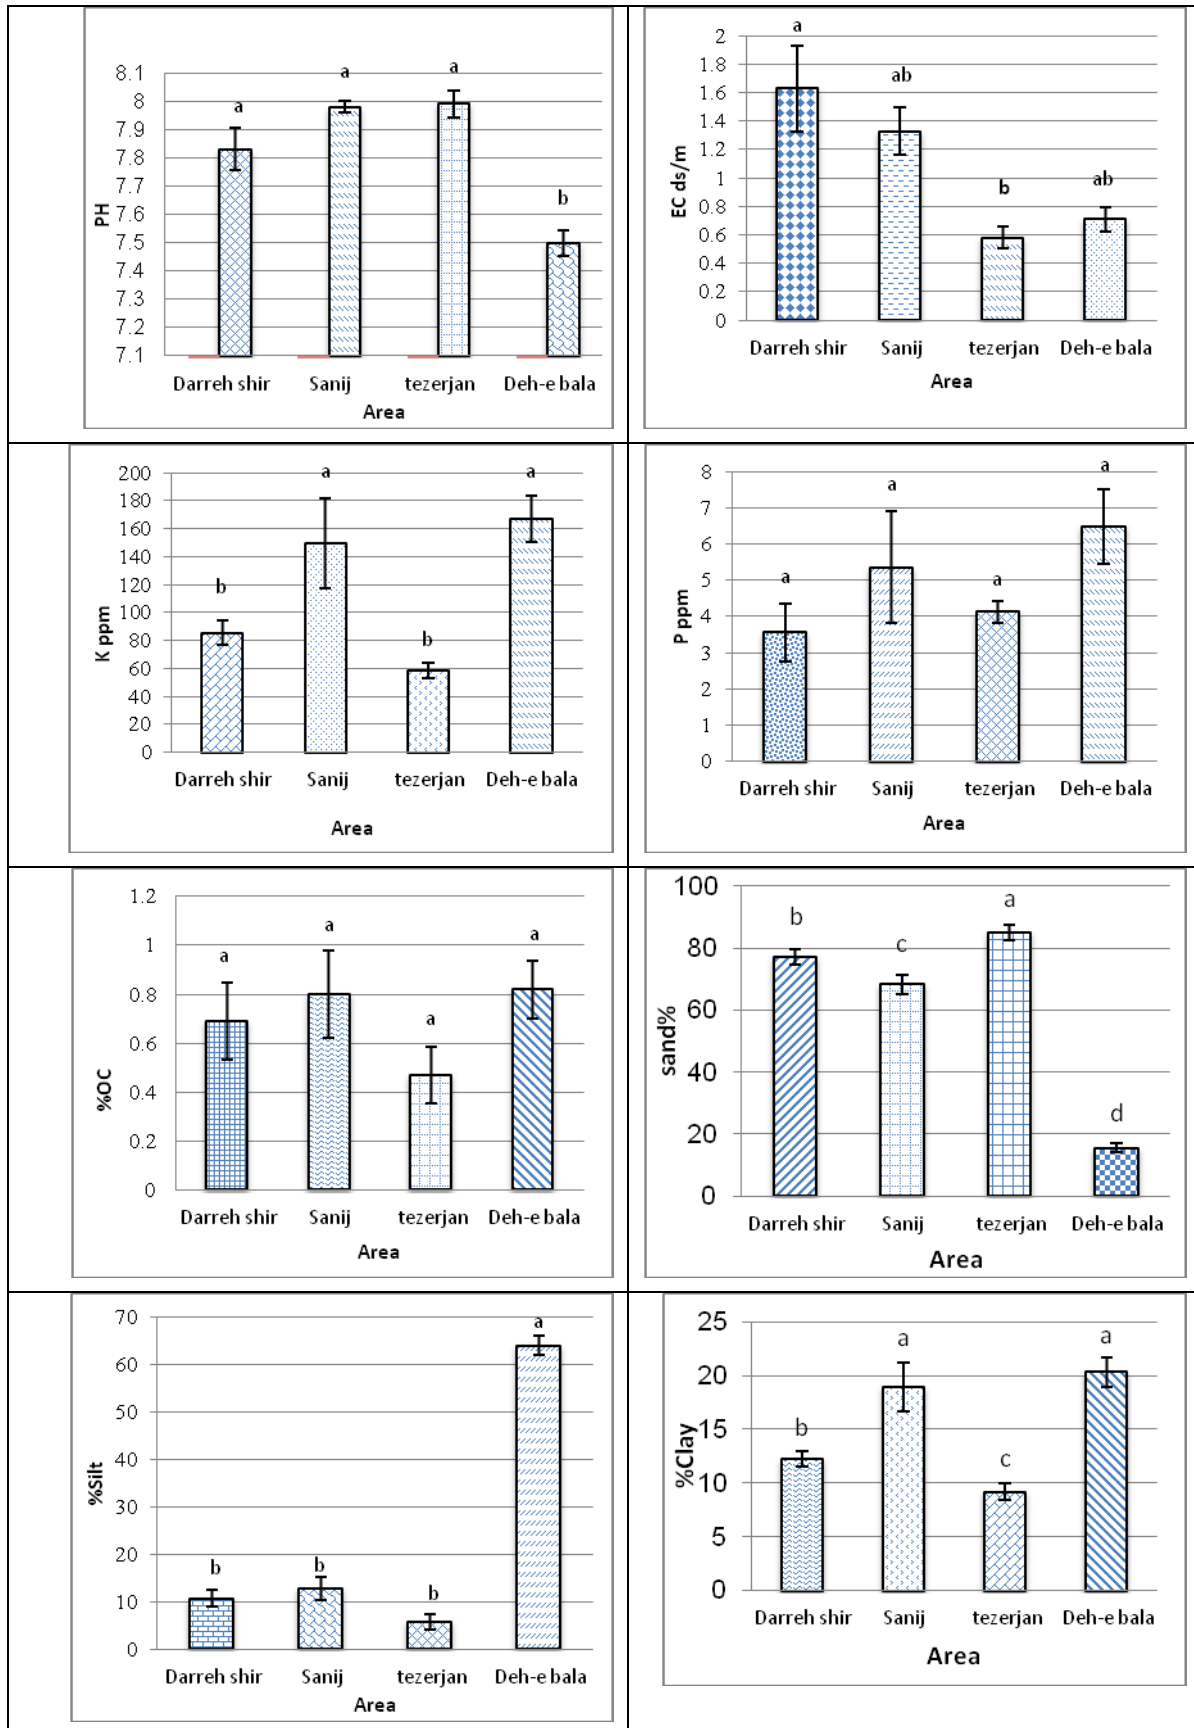 a
a
a
b
8.1
8
7.9
7.8
7.7
7.6
7.5
7.4
7.3
7.2
7.1
PH
Darreh shir Sanij tezerjan Deh-e bala
Area
a
ab
b
ab
2
1.8
1.6
1.4
1.2
1
0.8
0.6
0.4
0.2
0
EC ds/m
Darreh shir Sanij tezerjan Deh-e bala
Area
b
a
b
a
200
180
160
140
120
100
80
60
40
20
0
K ppm
Darreh shir Sanij tezerjan Deh-e bala
Area
a
a
a
a
8
7
6
5
4
3
2
1
0
P ppm
Darreh shir Sanij tezerjan Deh-e bala
Area
a
a
a
a
1.2
1
0.8
0.6
0.4
0.2
0
%OC
Darreh shir Sanij tezerjan Deh-e bala
Area
b
c
a
d
100
80
60
40
20
0
sand%
Darreh shir Sanij tezerjan Deh-e bala
Area
b
b
b
a
70
60
50
40
30
20
10
0
%Silt
Darreh shir Sanij tezerjan Deh-e bala
Area
b
a
c
a
25
20
15
10
5
0
%Clay
Darreh shir Sanij tezerjan Deh-e bala
Area